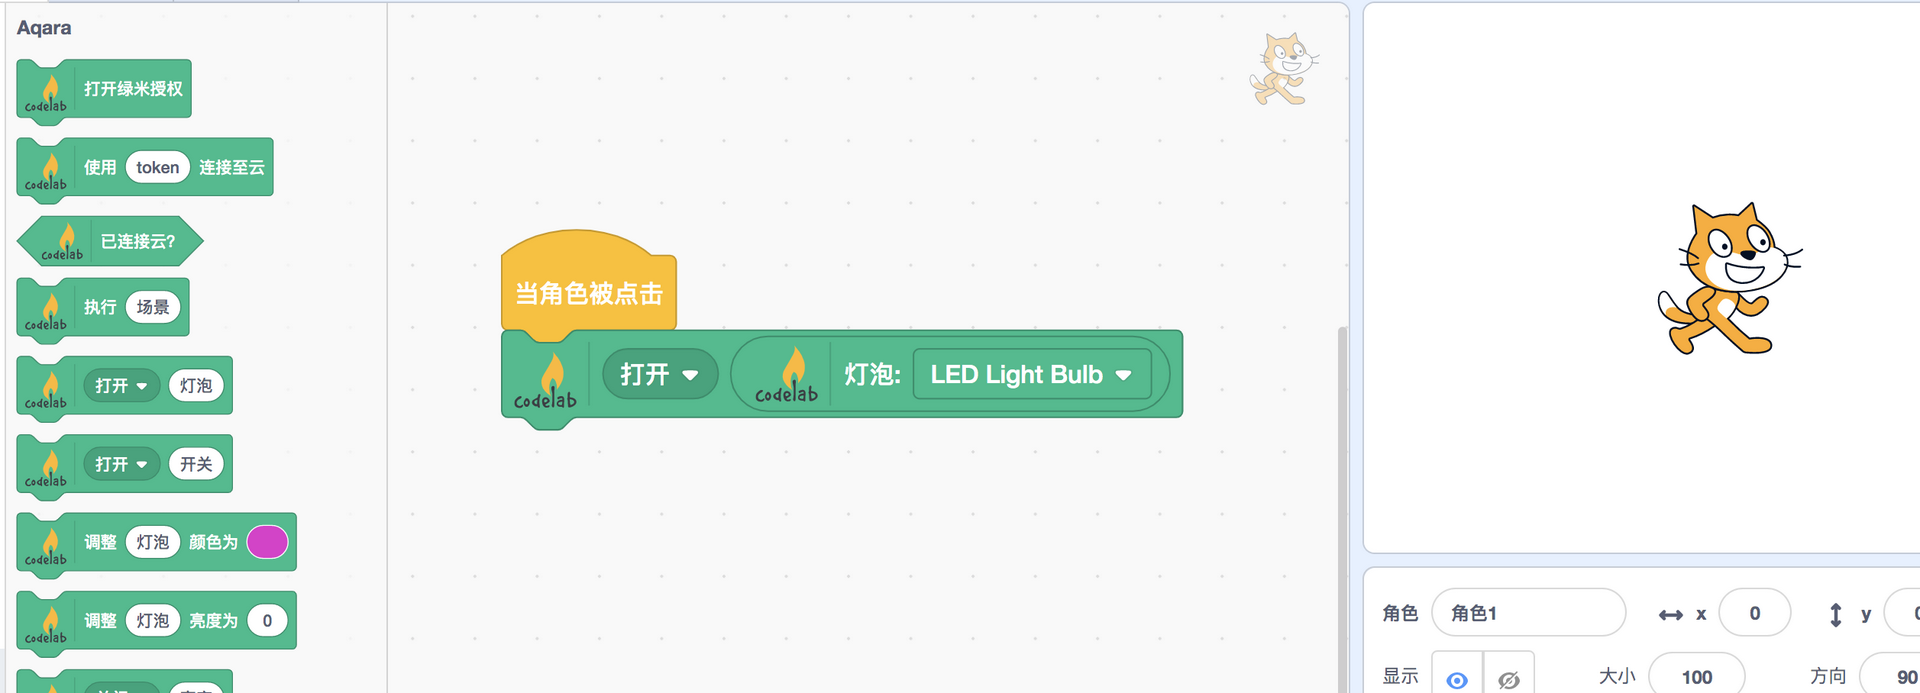 Aqara
codelab 打开绿米授权
codelab 使用 token 连接至云
codelab 已连接云?
codelab 执行 场景
codelab 打开 灯泡
codelab 打开 开关
codelab 调整 灯泡 颜色为
codelab 调整 灯泡 亮度为 0
当角色被点击
codelab 打开 codelab 灯泡: LED Light Bulb
角色 角色1 x 0 y
显示 大小 100 方向 90